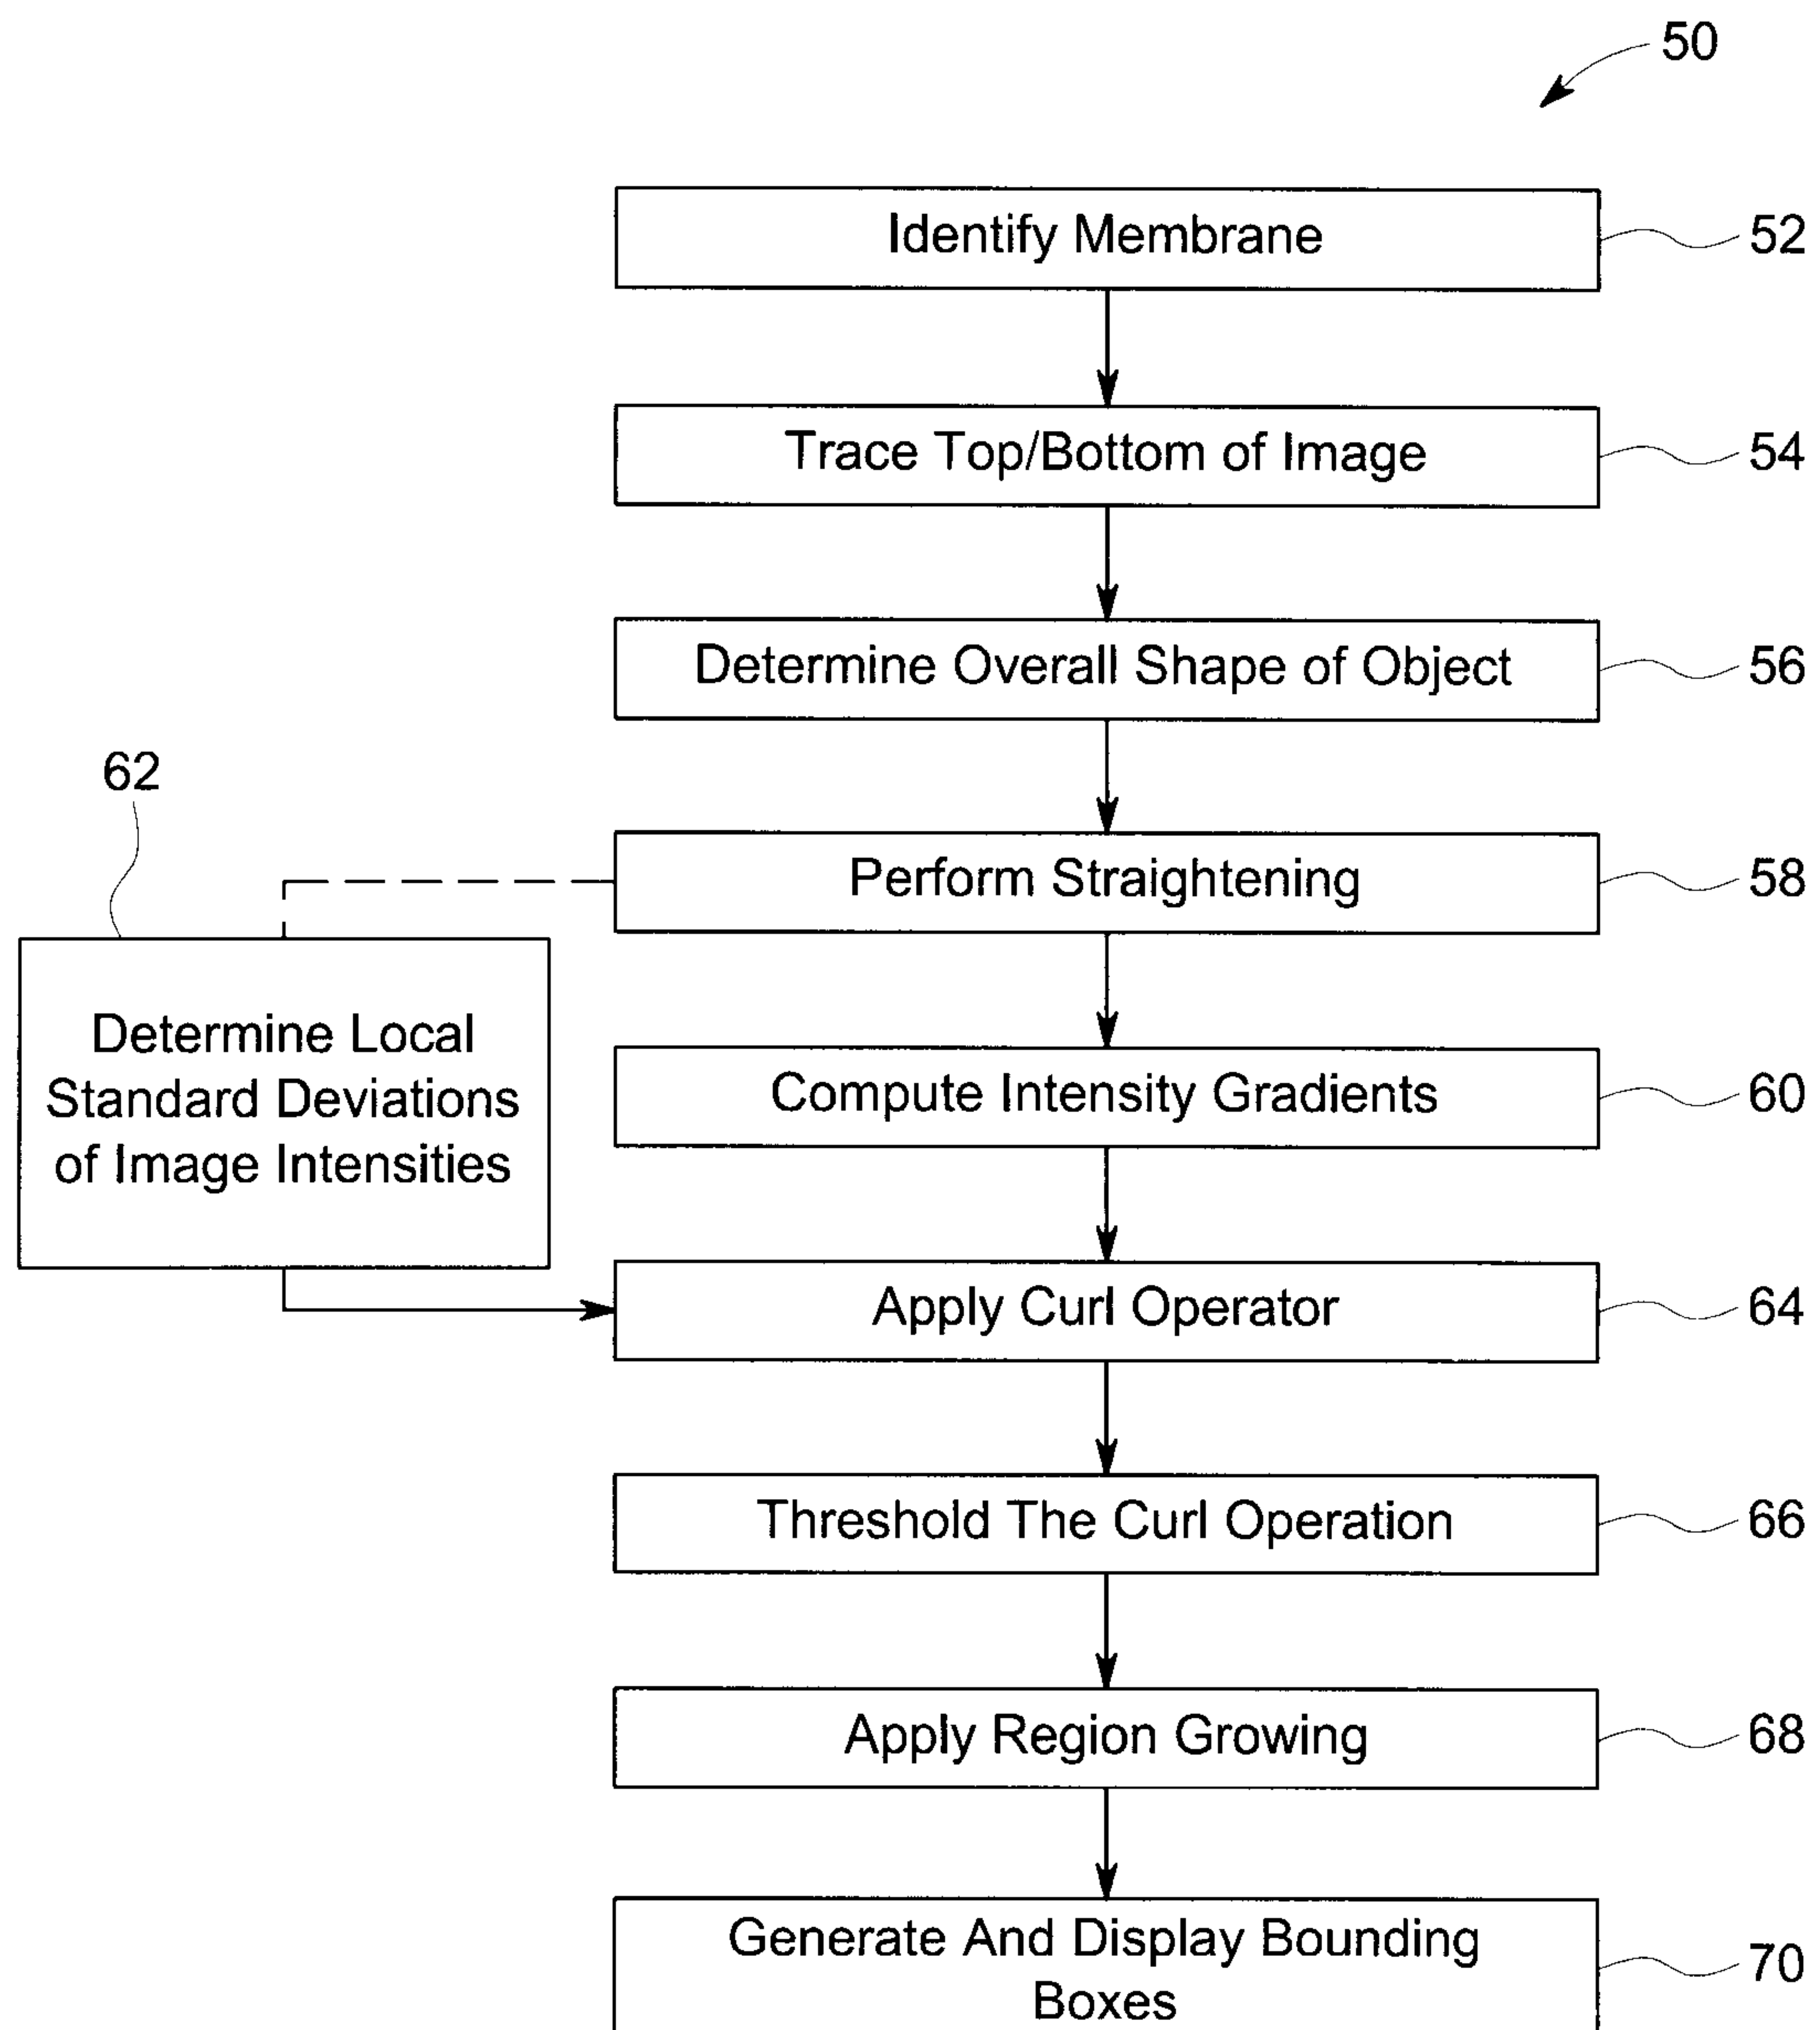 50
Identify Membrane
52
Trace Top/Bottom of Image
54
Determine Overall Shape of Object
56
62
Perform Straightening
58
Determine Local
Standard Deviations
of Image Intensities
Compute Intensity Gradients
60
Apply Curl Operator
64
Threshold The Curl Operation
66
Apply Region Growing
68
Generate And Display Bounding
Boxes
70